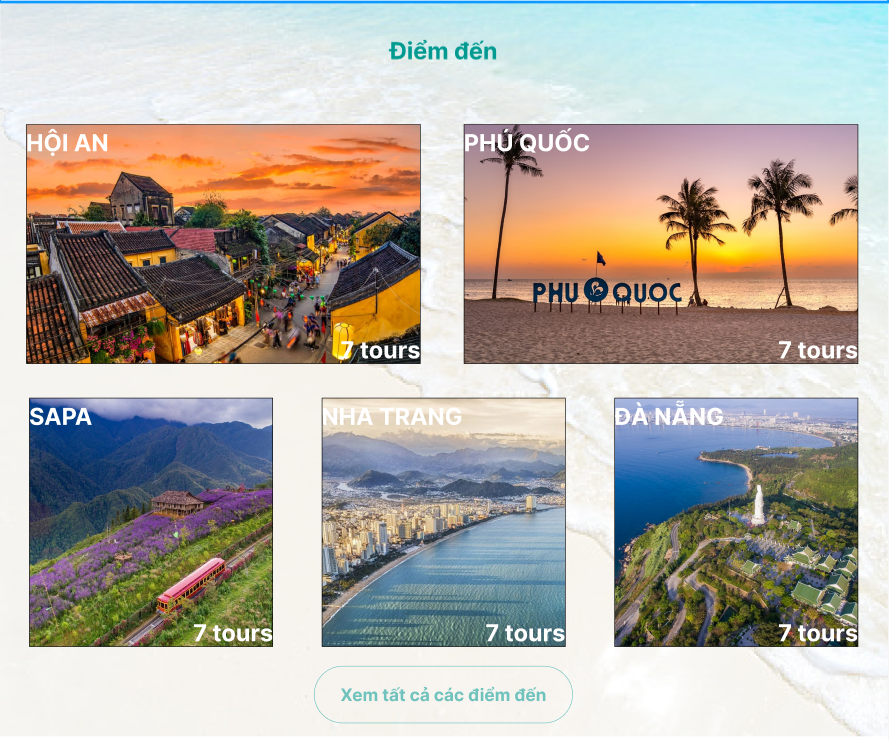 Điểm đến
HỘI AN
7 tours
PHÚ QUỐC
PHU QUOC
7 tours
SAPA
7 tours
NHA TRANG
7 tours
ĐÀ NẴNG
7 tours
Xem tất cả các điểm đến